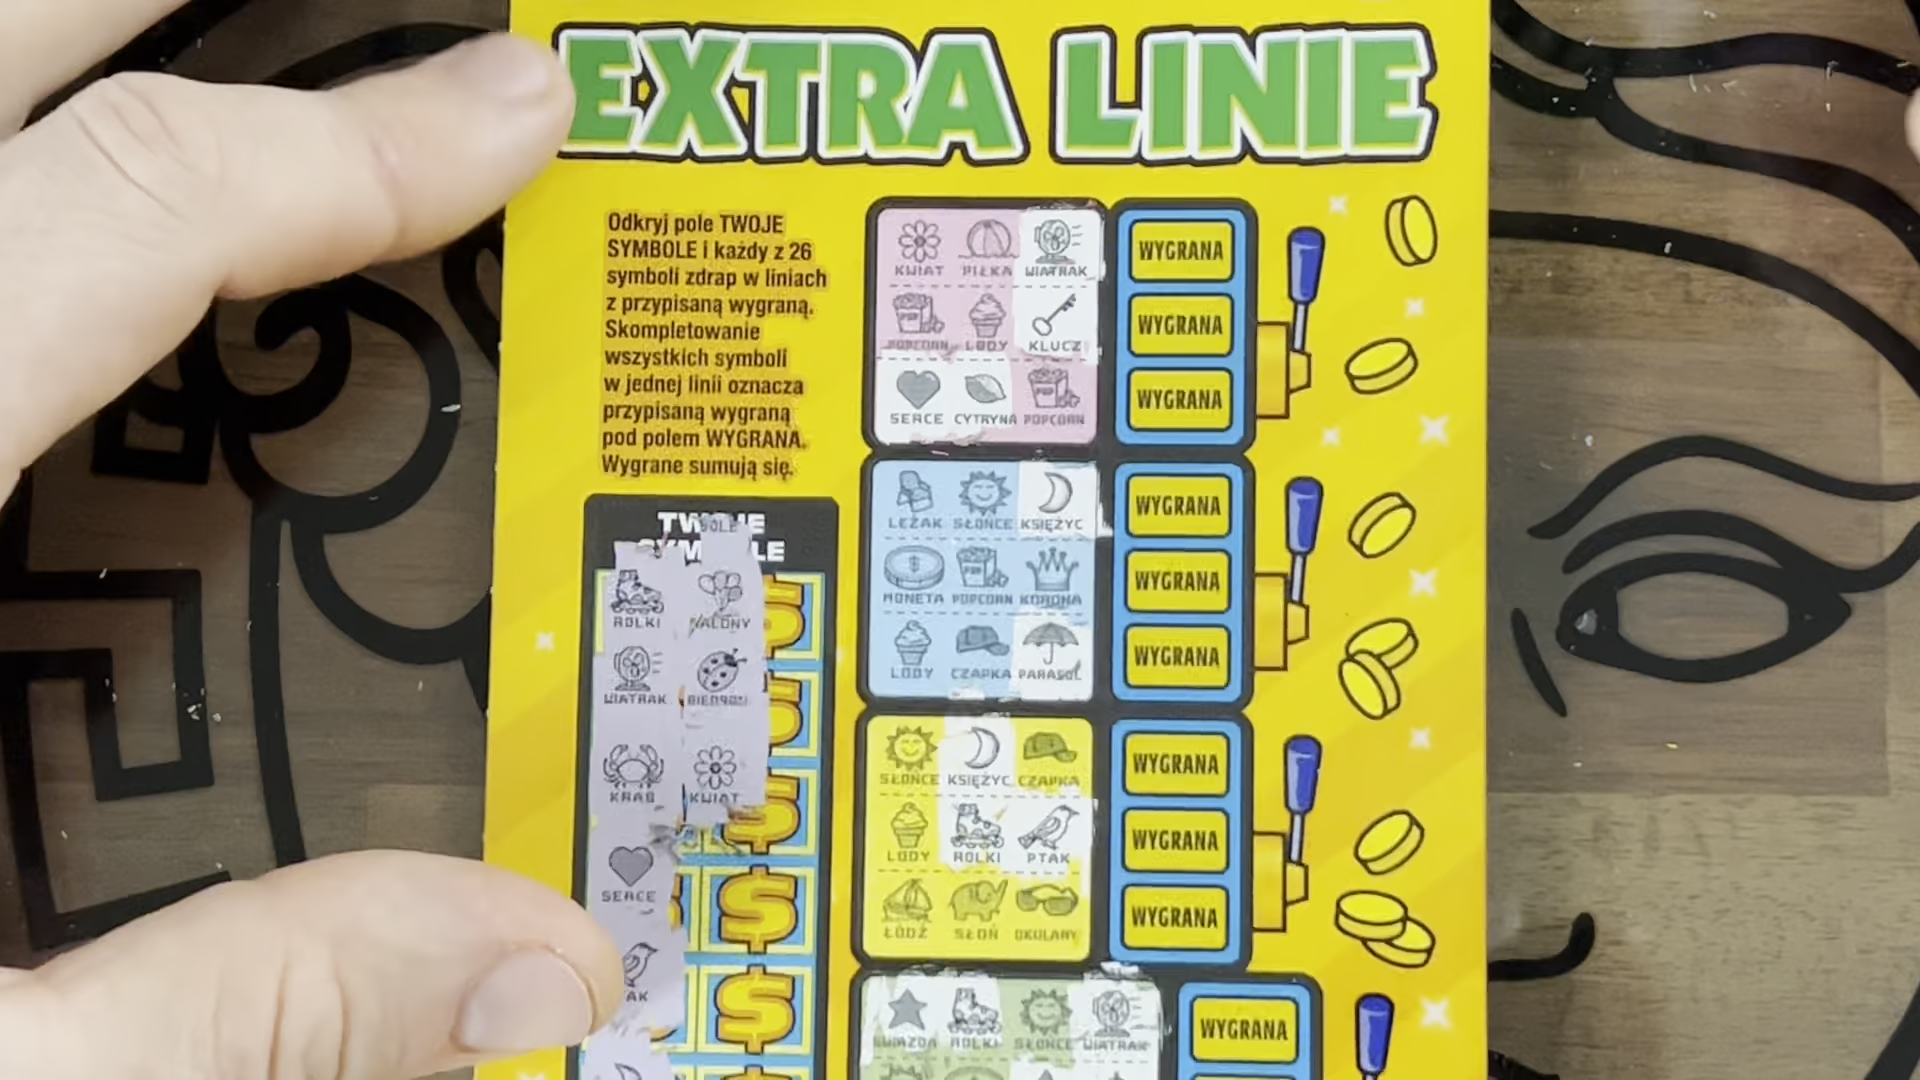 EXTRA LINIE
Odkryj pole TWOJE
SYMBOLE i każdy z 26
symboli zdrap w liniach
z przypisaną wygraną.
Skompletowanie
wszystkich symboli
w jednej linii oznacza
przypisaną wygraną
pod polem WYGRANA.
Wygrane sumują się.
KWIAT PIŁKA WIATRAK
WYGRANA
POPCORN LODY KLUCZ
WYGRANA
SERCE CYTRYNA POPCORN
WYGRANA
LEŻAK SŁOŃCE KSIĘŻYC
WYGRANA
MONETA POPCORN KORONA
WYGRANA
LODY CZAPKA PARASOL
WYGRANA
SŁOŃCE KSIĘŻYC CZAPKA
WYGRANA
LODY ROLKI PTAK
WYGRANA
ŁÓDŹ SŁOŃ OKULARY
WYGRANA
GWIAZDA ROLKI SŁOŃCE WIATRAK
WYGRANA
ROLKI BALONY
WIATRAK
KRAB KWIAT
SERCE